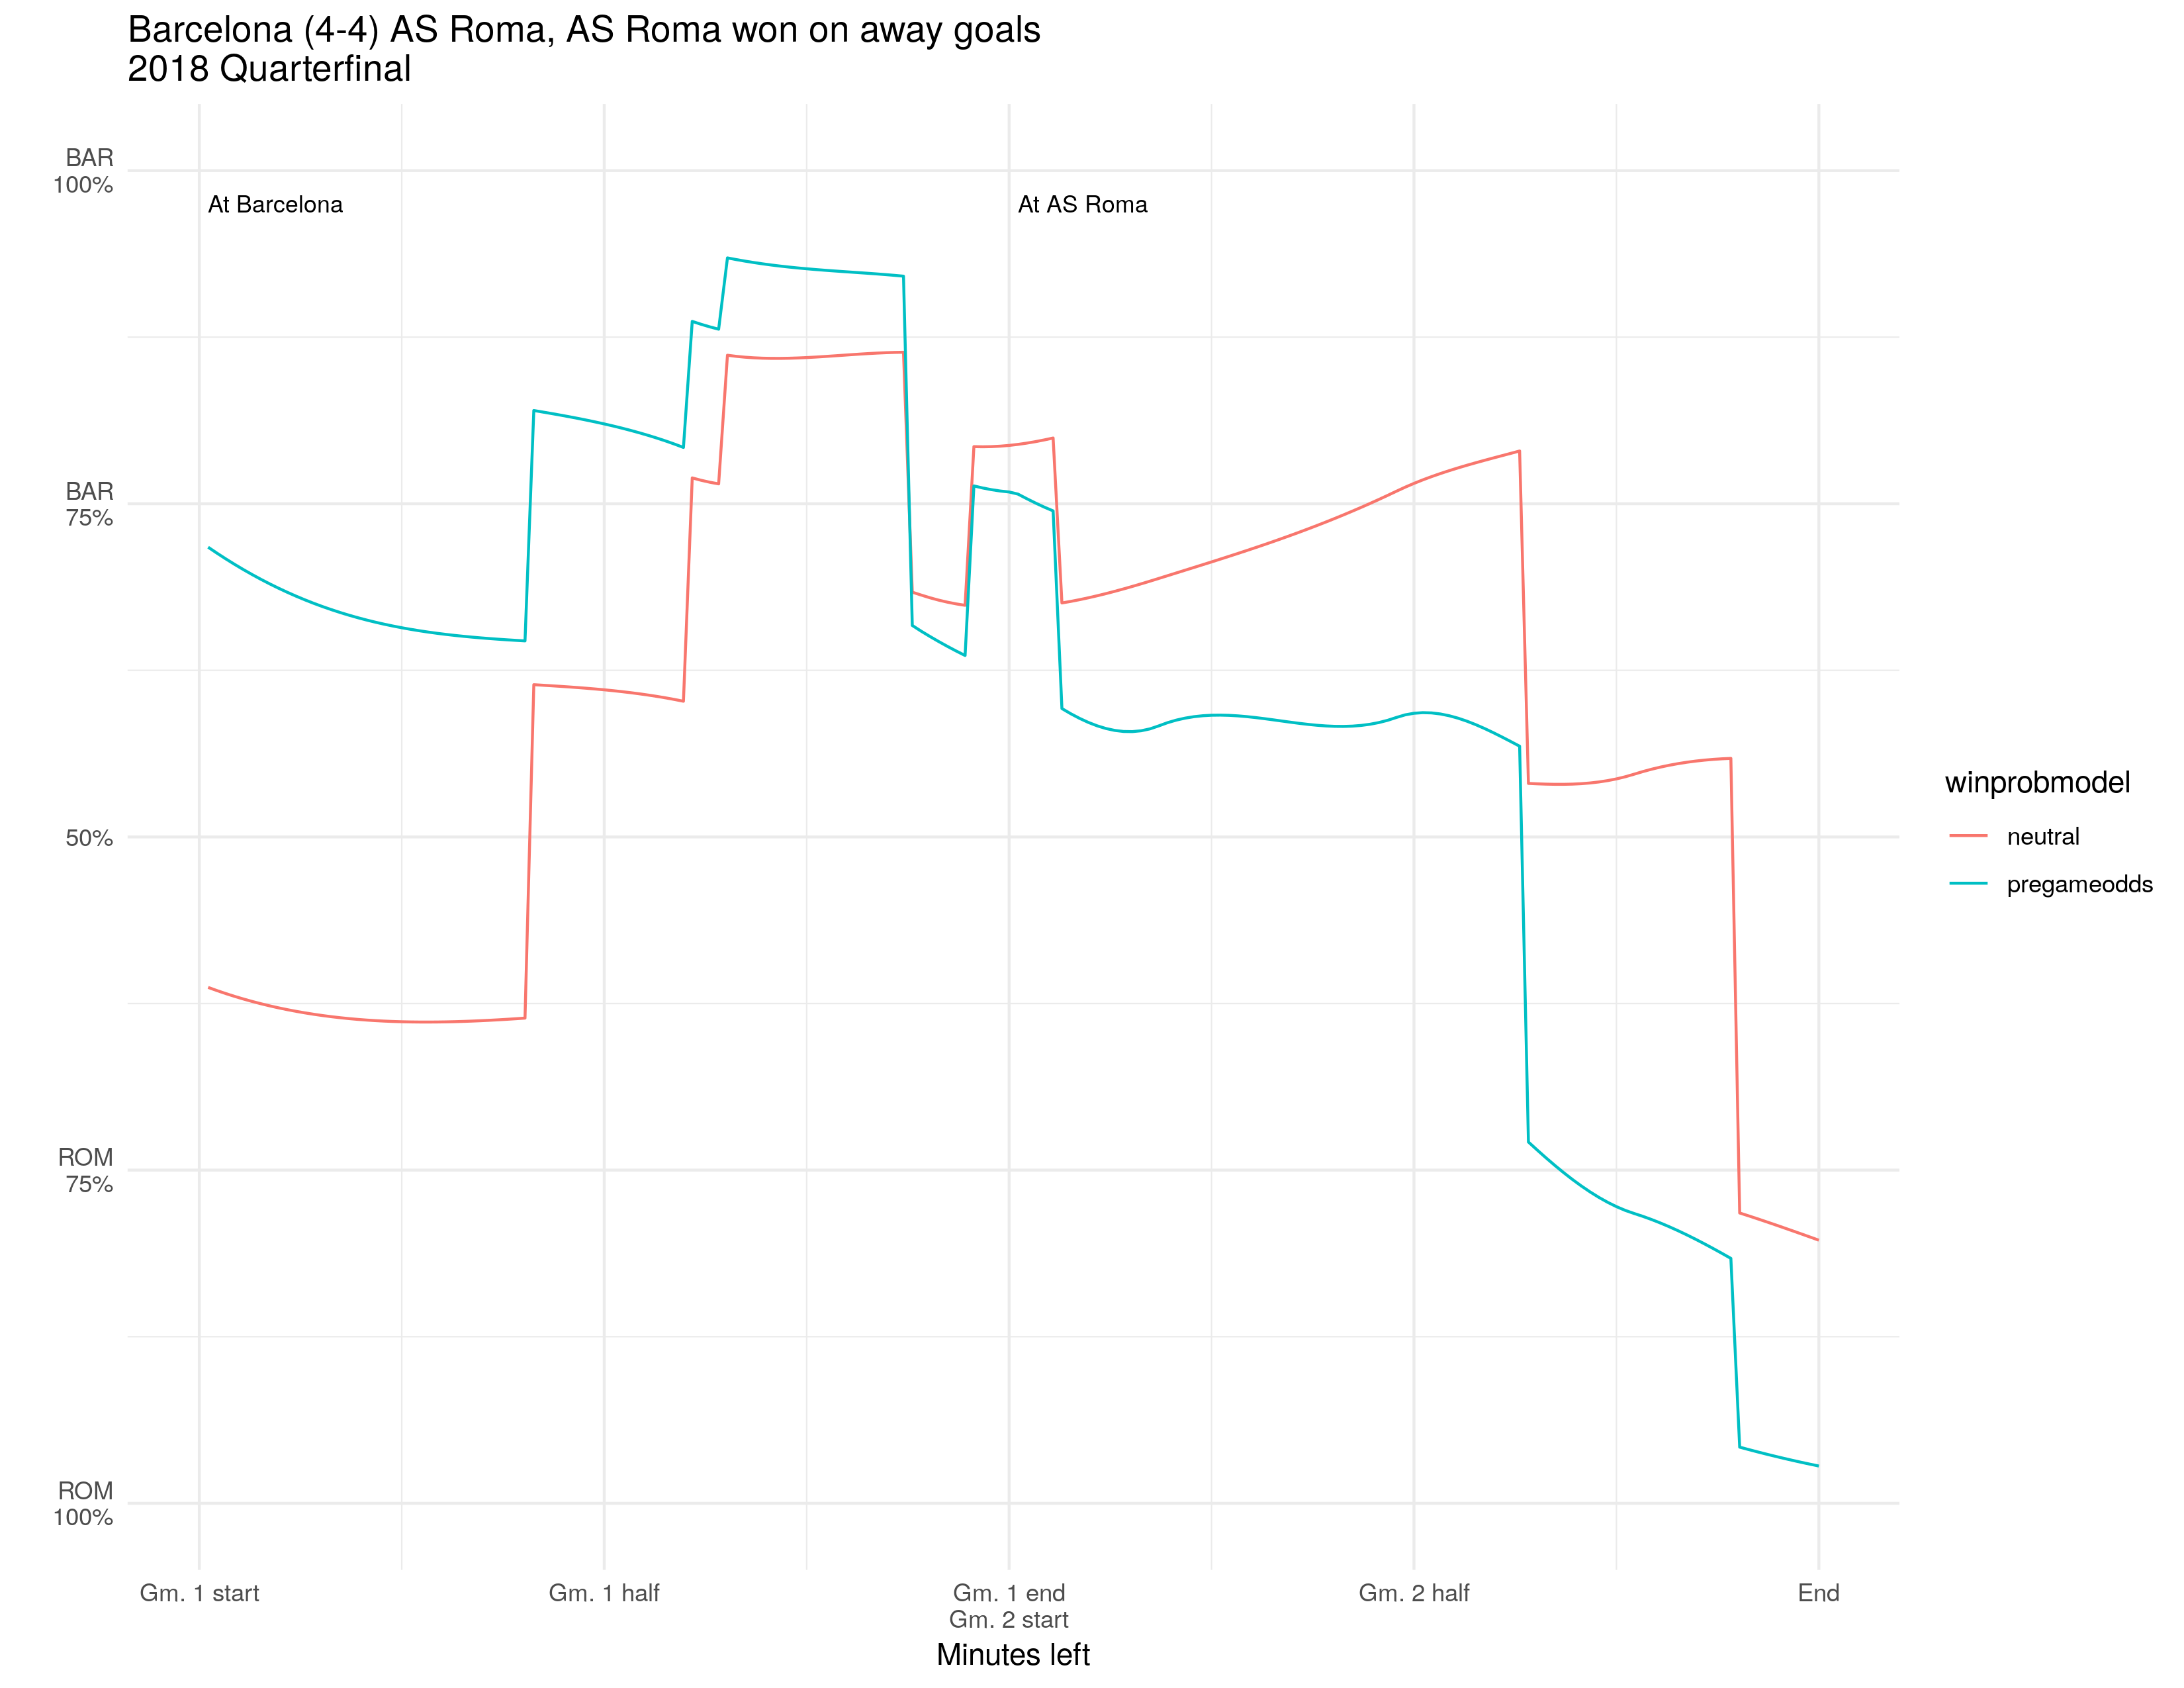 Barcelona (4-4) AS Roma, AS Roma won on away goals
2018 Quarterfinal
BAR
100%
At Barcelona
At AS Roma
BAR
75%
50%
ROM
75%
ROM
100%
winprobmodel
neutral
pregameodds
Gm. 1 start
Gm. 1 half
Gm. 1 end
Gm. 2 start
Gm. 2 half
End
Minutes left